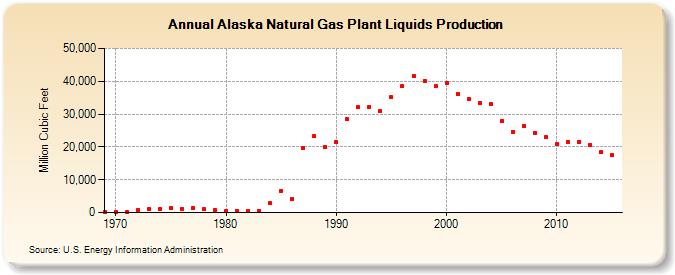 Annual Alaska Natural Gas Plant Liquids Production
Million Cubic Feet
50,000
40,000
30,000
20,000
10,000
0
1970 1980 1990 2000 2010
Source: U.S. Energy Information Administration